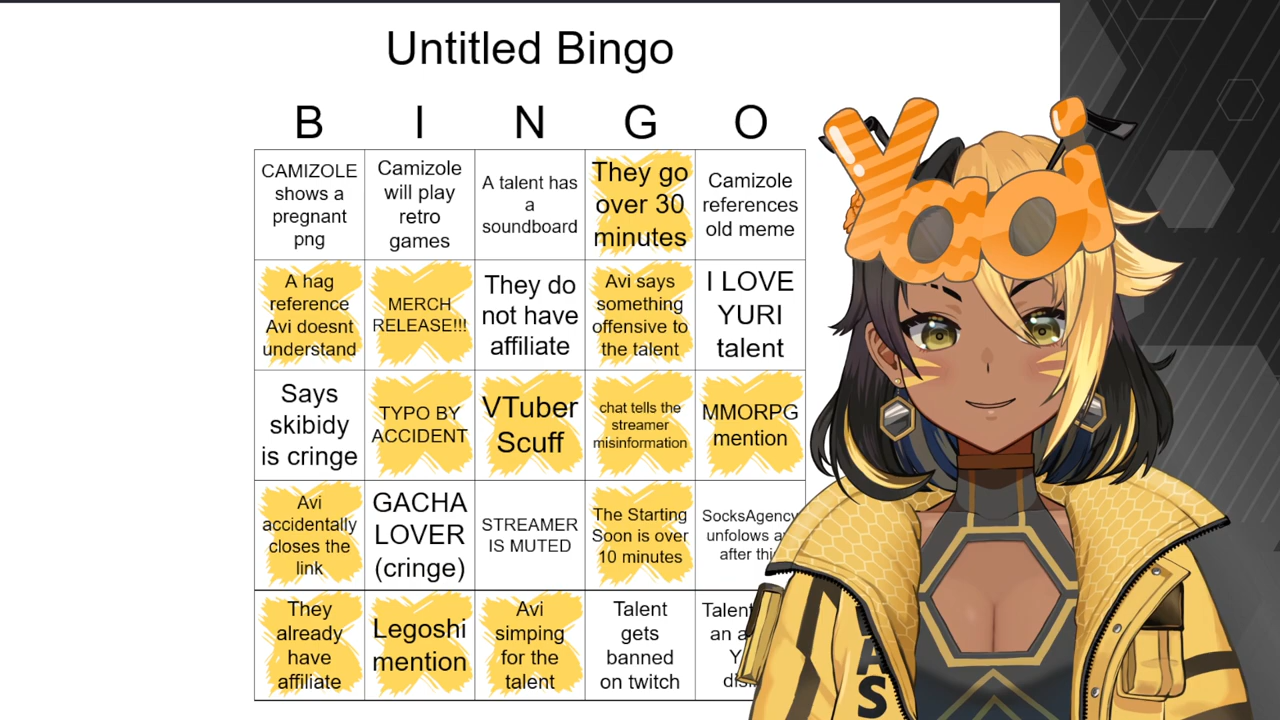 Untitled Bingo
B I N G O
CAMIZOLE
shows a
pregnant
png
Camizole
will play
retro
games
A talent has
a
soundboard
They go
over 30
minutes
Camizole
references
old meme
A hag
reference
Avi doesnt
understand
MERCH
RELEASE!!!
They do
not have
affiliate
Avi says
something
offensive to
the talent
I LOVE
YURI
talent
Says
skibidy
is cringe
TYPO BY
ACCIDENT
VTuber
Scuff
chat tells the
streamer
misinformation
MMORPG
mention
Avi
accidentally
closes the
link
GACHA
LOVER
(cringe)
STREAMER
IS MUTED
The Starting
Soon is over
10 minutes
SocksAgency
unfolows
after
They
already
have
affiliate
Legoshi
mention
Avi
simping
for the
talent
Talent
gets
banned
on twitch
Talent
an
Yooi
AS